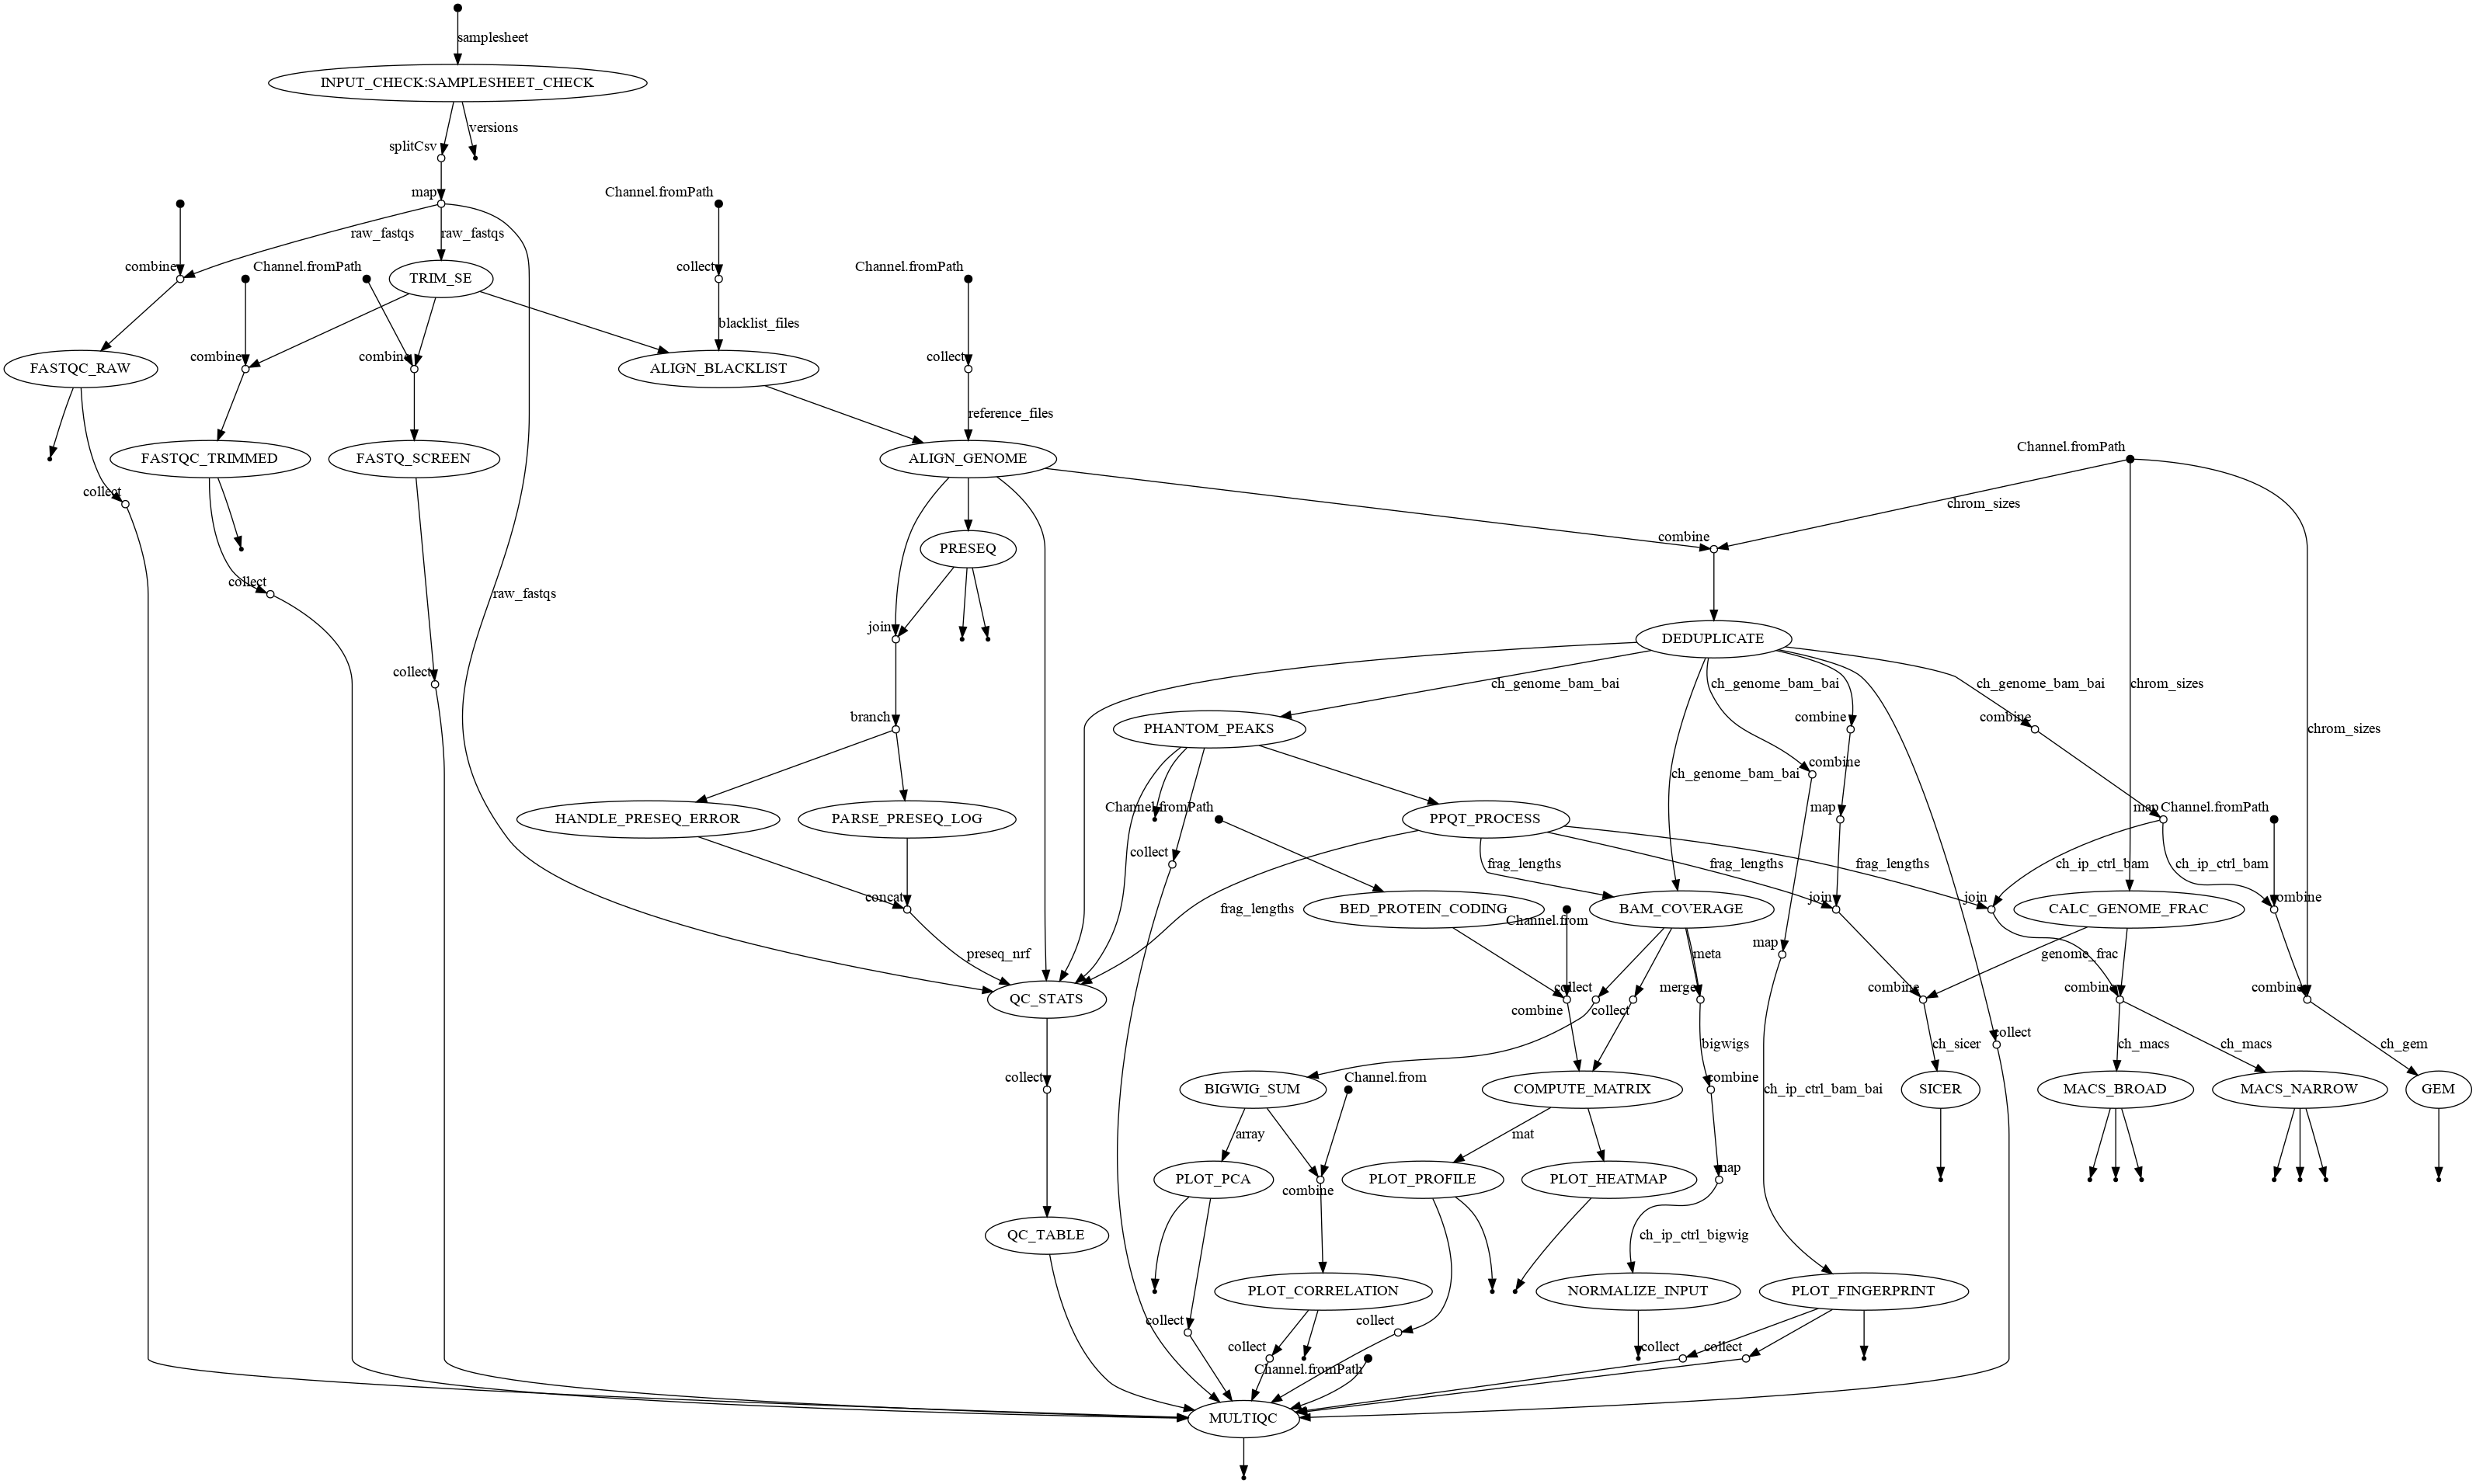 samplesheet
INPUT_CHECK:SAMPLESHEET_CHECK
versions
splitCsv
map
Channel.fromPath
raw_fastqs
raw_fastqs
combine
Channel.fromPath
TRIM_SE
collect
Channel.fromPath
blacklist_files
combine
combine
collect
FASTQC_RAW
ALIGN_BLACKLIST
reference_files
Channel.fromPath
FASTQC_TRIMMED
FASTQ_SCREEN
ALIGN_GENOME
collect
chrom_sizes
combine
PRESEQ
collect
raw_fastqs
join
DEDUPLICATE
collect
ch_genome_bam_bai
ch_genome_bam_bai
ch_genome_bam_bai
chrom_sizes
branch
PHANTOM_PEAKS
combine
combine
chrom_sizes
combine
ch_genome_bam_bai
Channel.fromPath
map
map
Channel.fromPath
HANDLE_PRESEQ_ERROR
PARSE_PRESEQ_LOG
PPQT_PROCESS
collect
frag_lengths
frag_lengths
frag_lengths
ch_ip_ctrl_bam
ch_ip_ctrl_bam
concat
frag_lengths
BED_PROTEIN_CODING
Channel.from
BAM_COVERAGE
join
join
CALC_GENOME_FRAC
combine
preseq_nrf
meta
map
genome_frac
QC_STATS
collect
combine
collect
merge
combine
combine
combine
bigwigs
collect
ch_sicer
ch_macs
ch_macs
ch_gem
collect
Channel.from
combine
BIGWIG_SUM
COMPUTE_MATRIX
ch_ip_ctrl_bam_bai
SICER
MACS_BROAD
MACS_NARROW
GEM
array
mat
map
PLOT_PCA
combine
PLOT_PROFILE
PLOT_HEATMAP
QC_TABLE
ch_ip_ctrl_bigwig
PLOT_CORRELATION
NORMALIZE_INPUT
PLOT_FINGERPRINT
collect
collect
collect
collect
collect
Channel.fromPath
MULTIQC